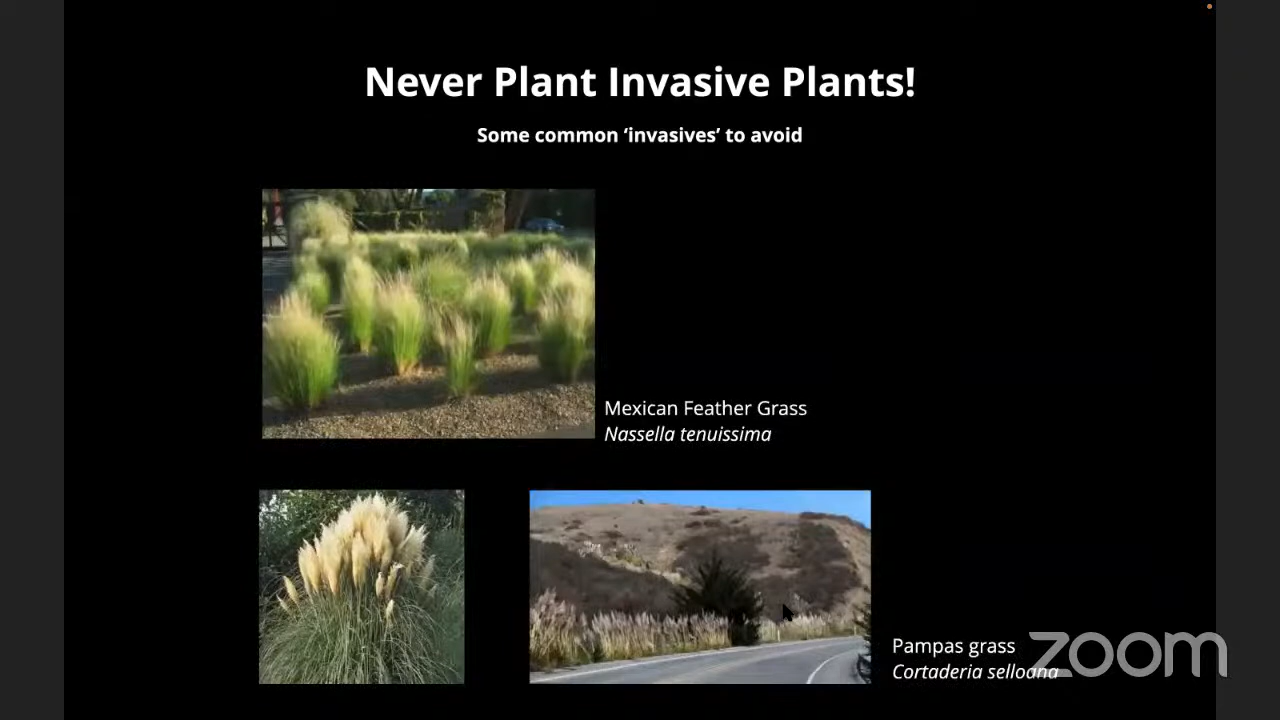 Never Plant Invasive Plants!
Some common ‘invasives’ to avoid
Mexican Feather Grass
Nassella tenuissima
Pampas grass
Cortaderia selloana
zoom